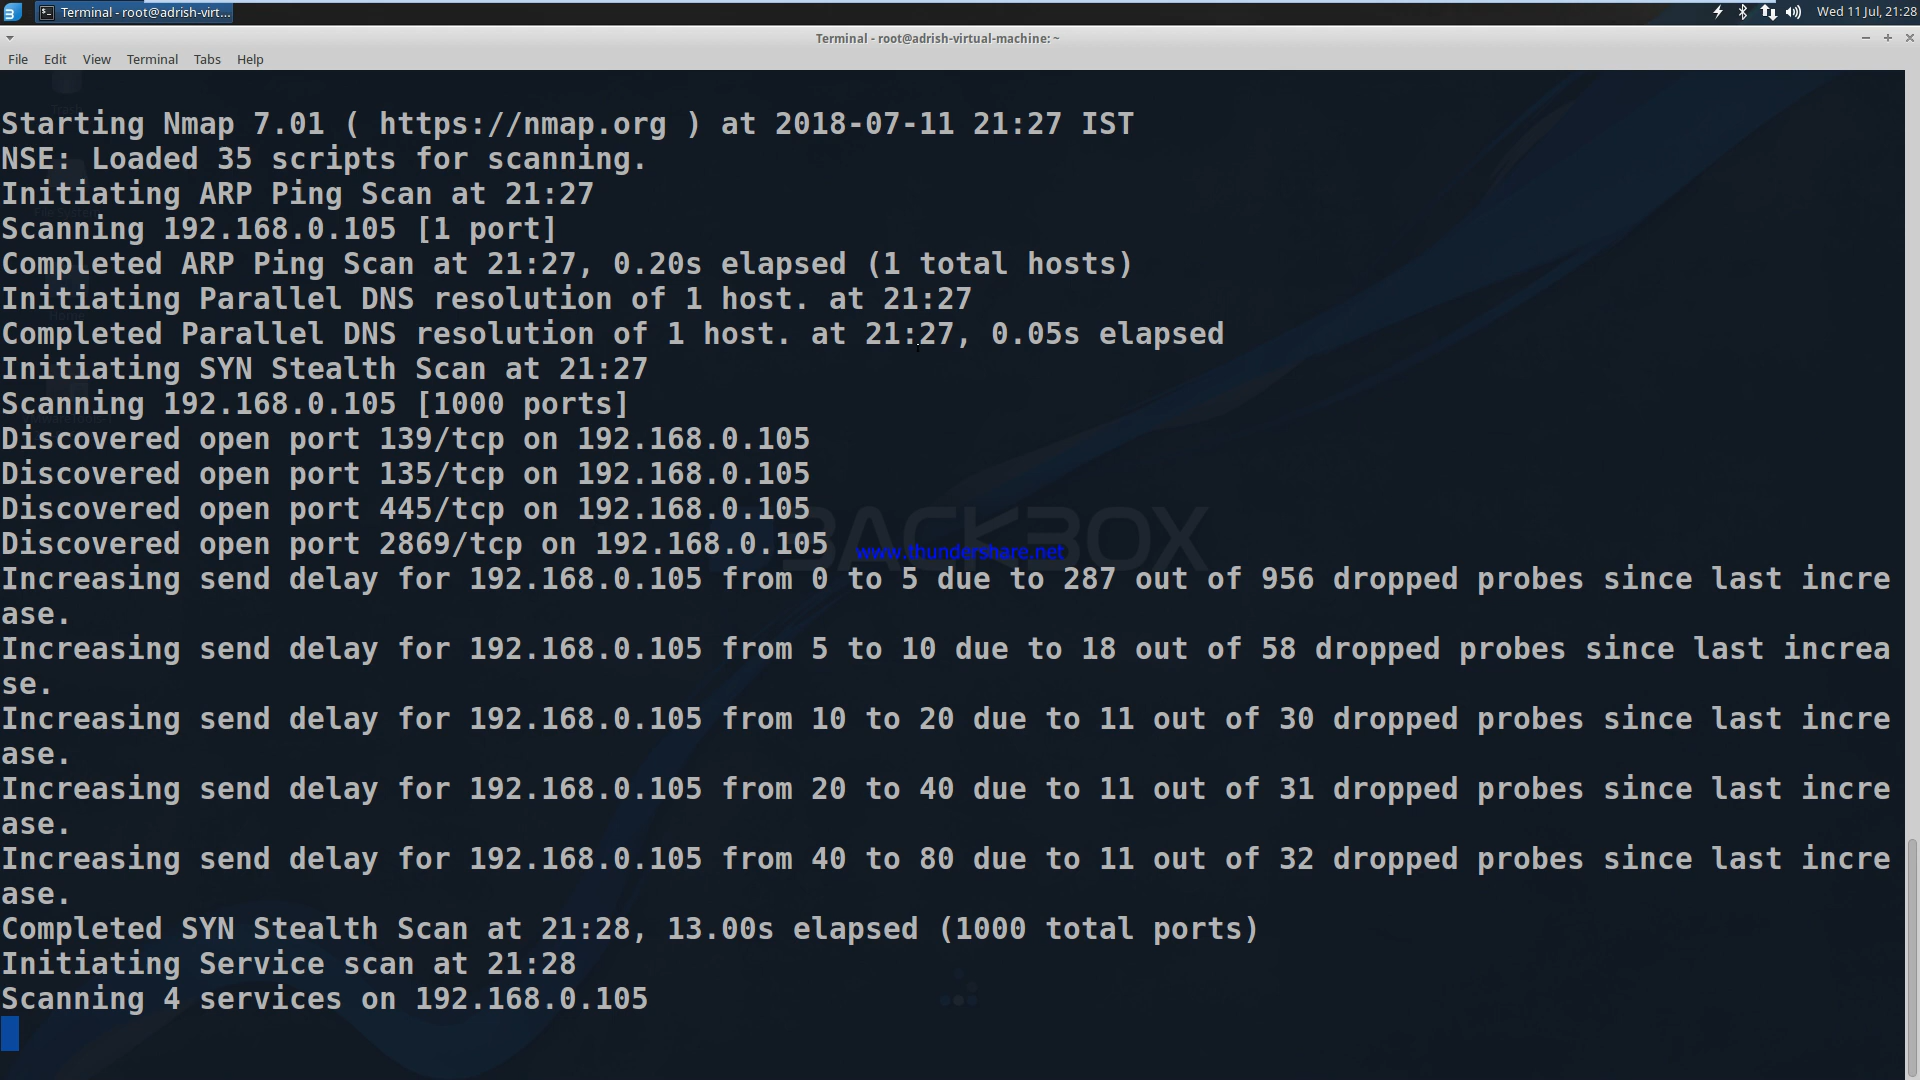 Terminal - root@adrish-virt...
Wed 11 Jul, 21:28
Terminal - root@adrish-virtual-machine: ~
File Edit View Terminal Tabs Help
Starting Nmap 7.01 ( https://nmap.org ) at 2018-07-11 21:27 IST
NSE: Loaded 35 scripts for scanning.
Initiating ARP Ping Scan at 21:27
Scanning 192.168.0.105 [1 port]
Completed ARP Ping Scan at 21:27, 0.20s elapsed (1 total hosts)
Initiating Parallel DNS resolution of 1 host. at 21:27
Completed Parallel DNS resolution of 1 host. at 21:27, 0.05s elapsed
Initiating SYN Stealth Scan at 21:27
Scanning 192.168.0.105 [1000 ports]
Discovered open port 139/tcp on 192.168.0.105
Discovered open port 135/tcp on 192.168.0.105
Discovered open port 445/tcp on 192.168.0.105
Discovered open port 2869/tcp on 192.168.0.105
BACKBOX
www.thundershare.net
Increasing send delay for 192.168.0.105 from 0 to 5 due to 287 out of 956 dropped probes since last incre
ase.
Increasing send delay for 192.168.0.105 from 5 to 10 due to 18 out of 58 dropped probes since last increa
se.
Increasing send delay for 192.168.0.105 from 10 to 20 due to 11 out of 30 dropped probes since last incre
ase.
Increasing send delay for 192.168.0.105 from 20 to 40 due to 11 out of 31 dropped probes since last incre
ase.
Increasing send delay for 192.168.0.105 from 40 to 80 due to 11 out of 32 dropped probes since last incre
ase.
Completed SYN Stealth Scan at 21:28, 13.00s elapsed (1000 total ports)
Initiating Service scan at 21:28
Scanning 4 services on 192.168.0.105